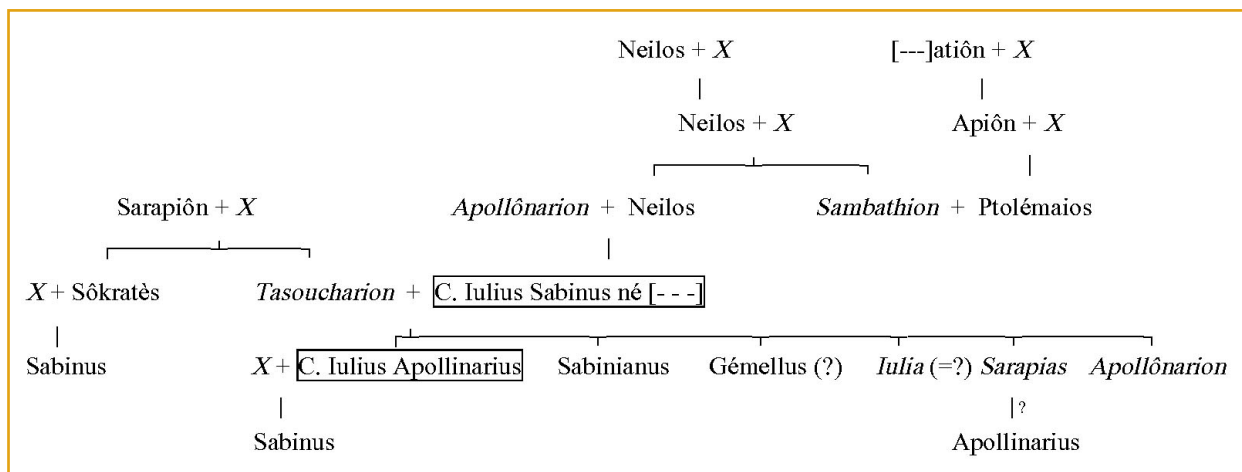 Neilos + X [---]atiôn + X
Neilos + X Apiôn + X
Sarapiôn + X Apollônarion + Neilos Sambathion + Ptolémaios
X + Sôkratès Tasoucharion + C. Iulius Sabinus né [- - -]
Sabinus X + C. Iulius Apollinarius Sabinianus Gémellus (?) Iulia (=?) Sarapias Apollônarion
?
Sabinus Apollinarius